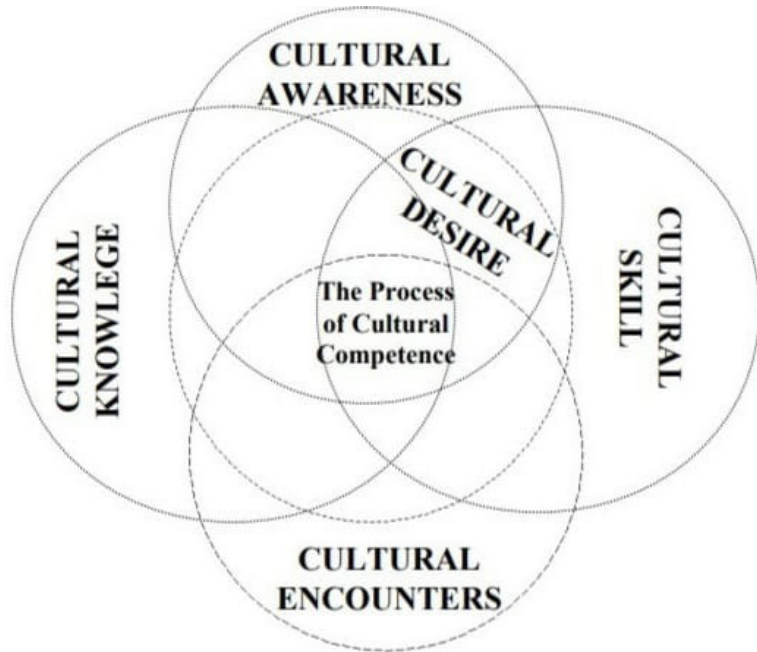 CULTURAL
AWARENESS
CULTURAL
DESIRE
CULTURAL
KNOWLEGE
The Process
of Cultural
Competence
CULTURAL
SKILL
CULTURAL
ENCOUNTERS